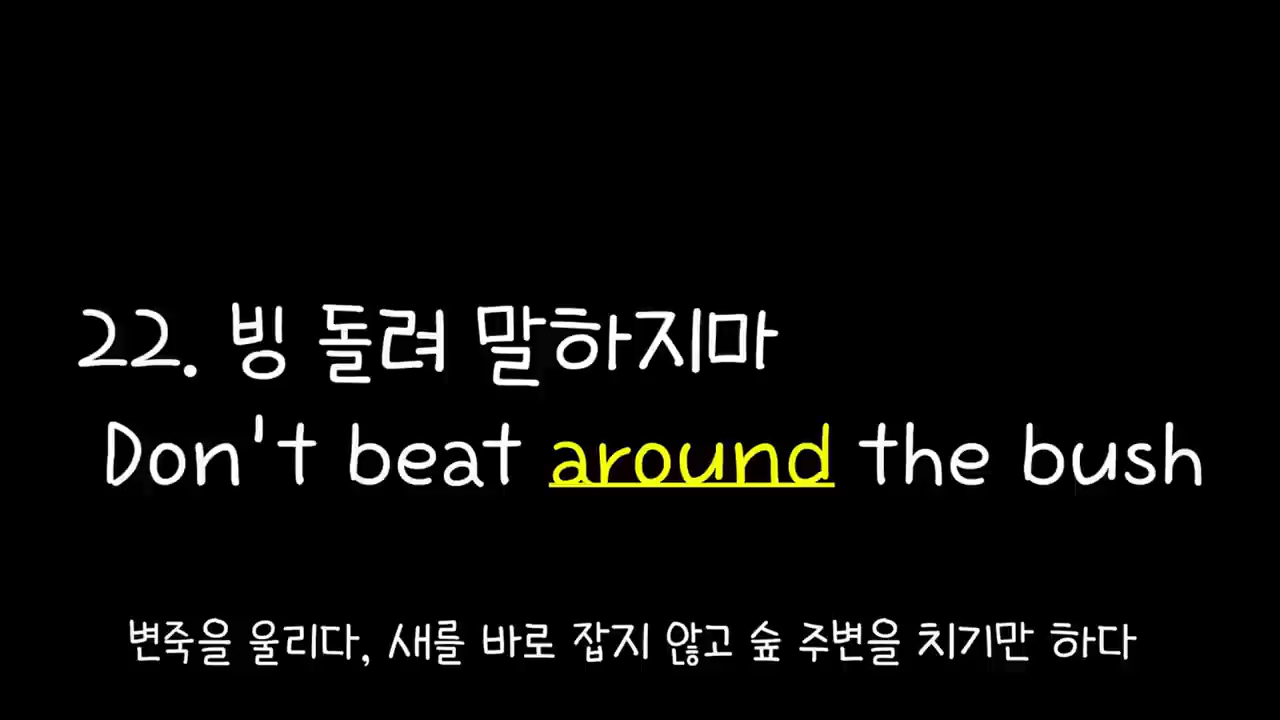 22. 빙 돌려 말하지마
Don't beat around the bush
변죽을 울리다, 새를 바로 잡지 않고 숲 주변을 치기만 하다